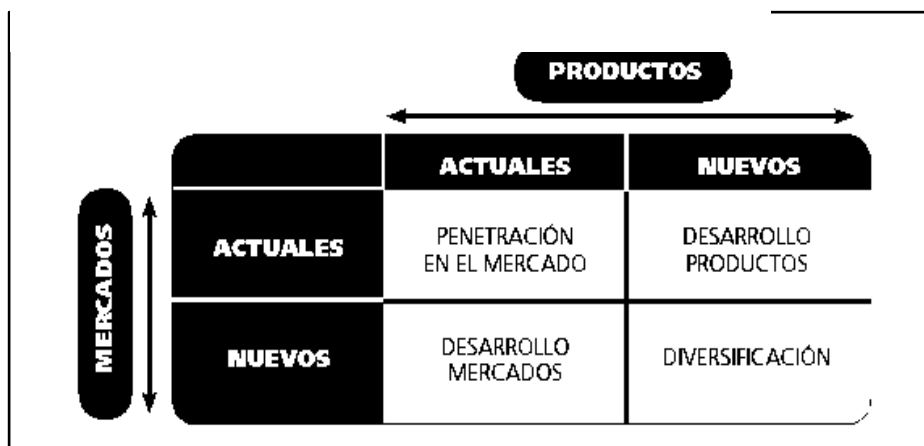 PRODUCTOS
ACTUALES
NUEVOS
MERCADOS
ACTUALES
PENETRACIÓN
EN EL MERCADO
DESARROLLO
PRODUCTOS
NUEVOS
DESARROLLO
MERCADOS
DIVERSIFICACIÓN